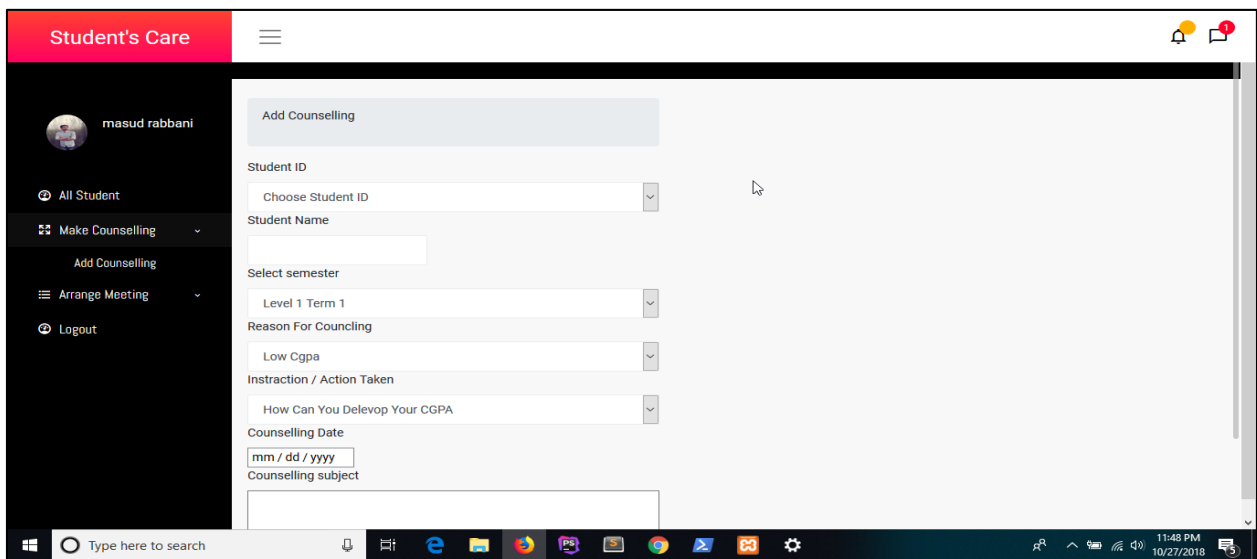 Student's Care
1
masud rabbani
All Student
Make Counselling
Add Counselling
Arrange Meeting
Logout
Add Counselling
Student ID
Choose Student ID
Student Name
Select semester
Level 1 Term 1
Reason For Councling
Low Cgpa
Instraction / Action Taken
How Can You Delevop Your CGPA
Counselling Date
mm / dd / yyyy
Counselling subject
Type here to search
PS
S
11:48 PM
10/27/2018
5